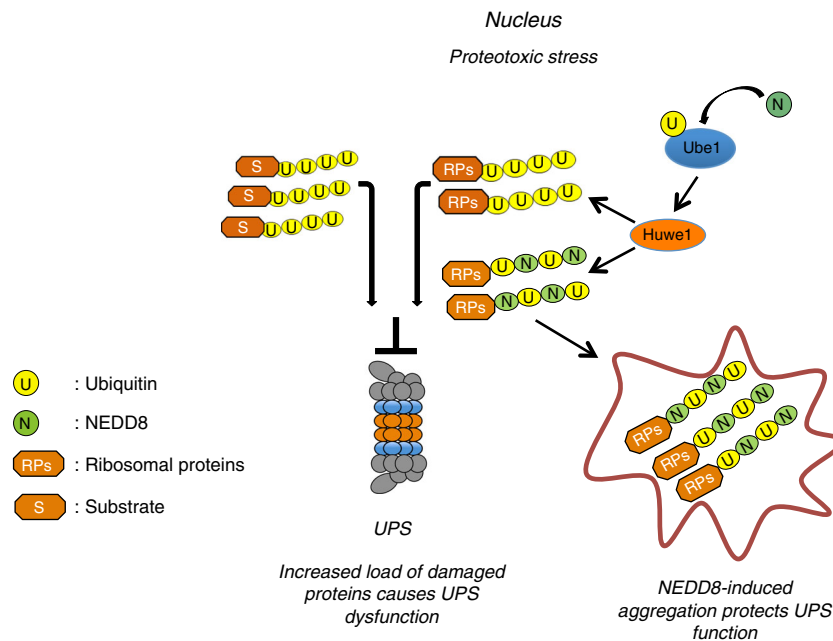 Nucleus
Proteotoxic stress
N
U
Ube1
S U U U U
S U U U U
S U U U U
RPs U U U U
RPs U U U U
Huwe1
RPs U N U N
RPs N U N U
U : Ubiquitin
N : NEDD8
RPs : Ribosomal proteins
S : Substrate
RPs N U N U
RPs U N U N
RPs U N U N
UPS
Increased load of damaged
proteins causes UPS
dysfunction
NEDD8-induced
aggregation protects UPS
function